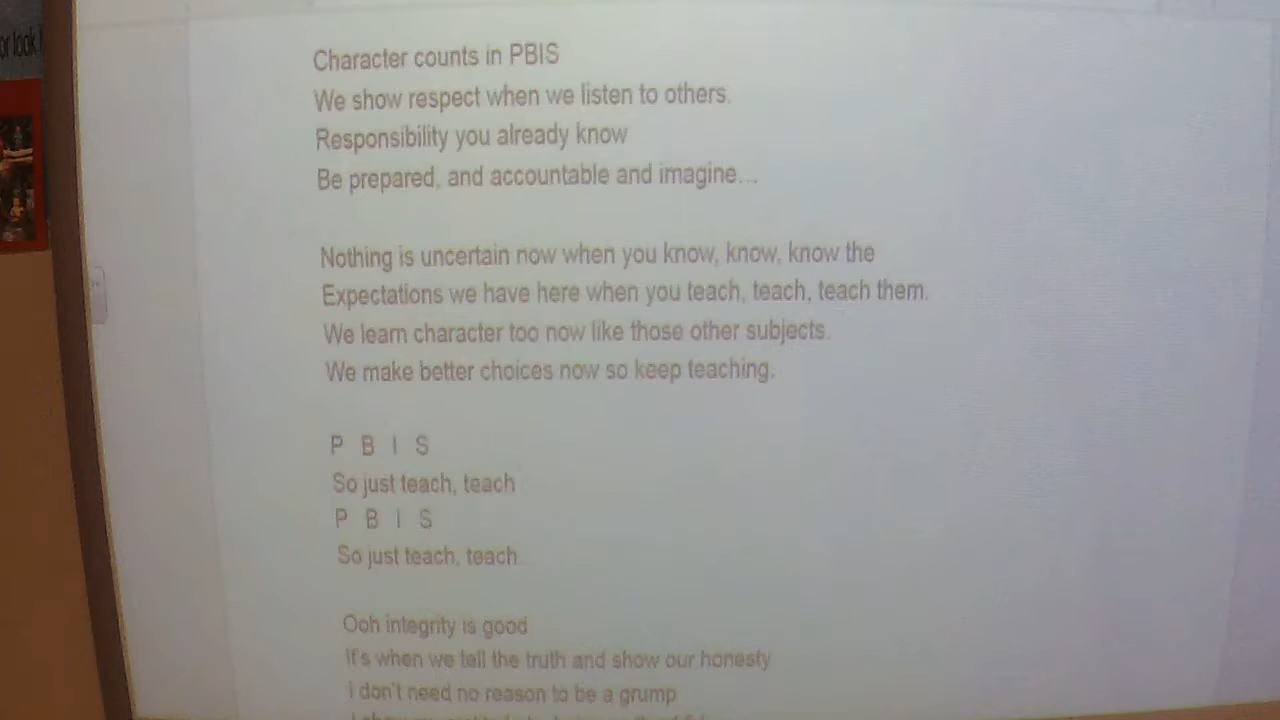 or look
Character counts in PBIS
We show respect when we listen to others.
Responsibility you already know
Be prepared, and accountable and imagine...
Nothing is uncertain now when you know, know, know the
Expectations we have here when you teach, teach, teach them.
We learn character too now like those other subjects.
We make better choices now so keep teaching.
P B I S
So just teach, teach
P B I S
So just teach, teach
Ooh integrity is good
It's when we tell the truth and show our honesty
I don't need no reason to be a grump